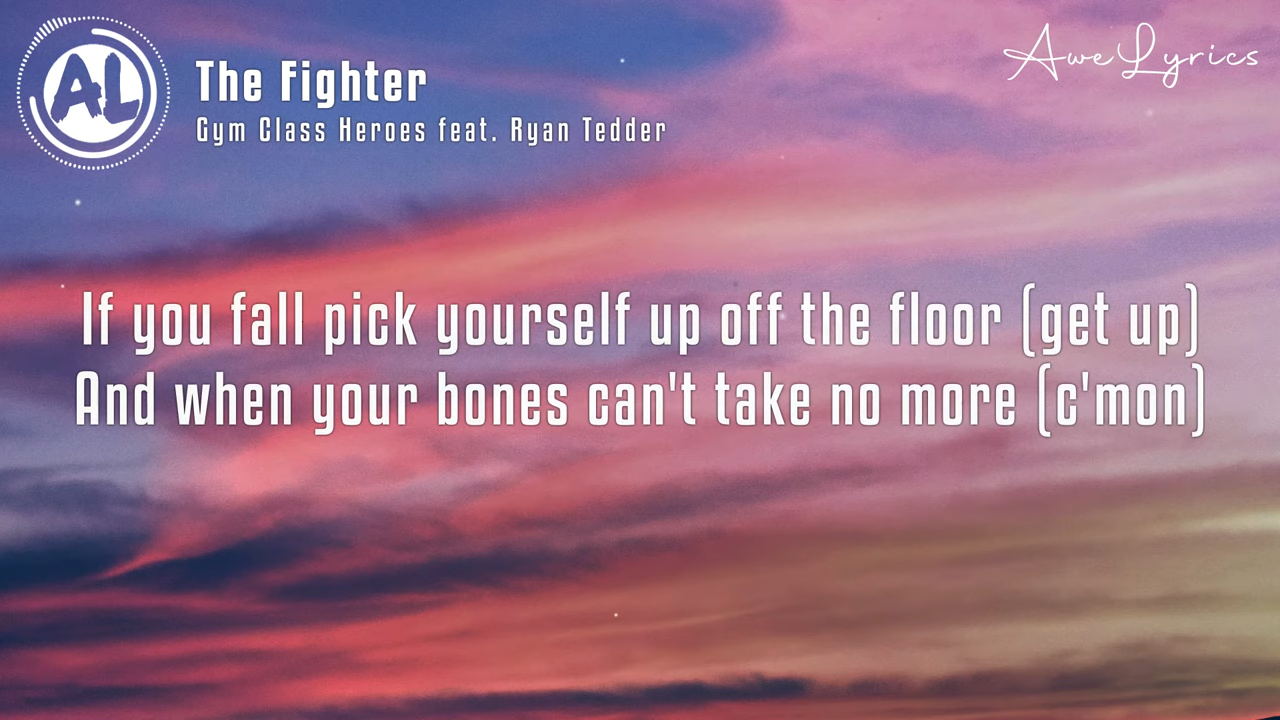 AL
The Fighter
Gym Class Heroes feat. Ryan Tedder
AweLyrics
If you fall pick yourself up off the floor (get up)
And when your bones can't take no more (c'mon)